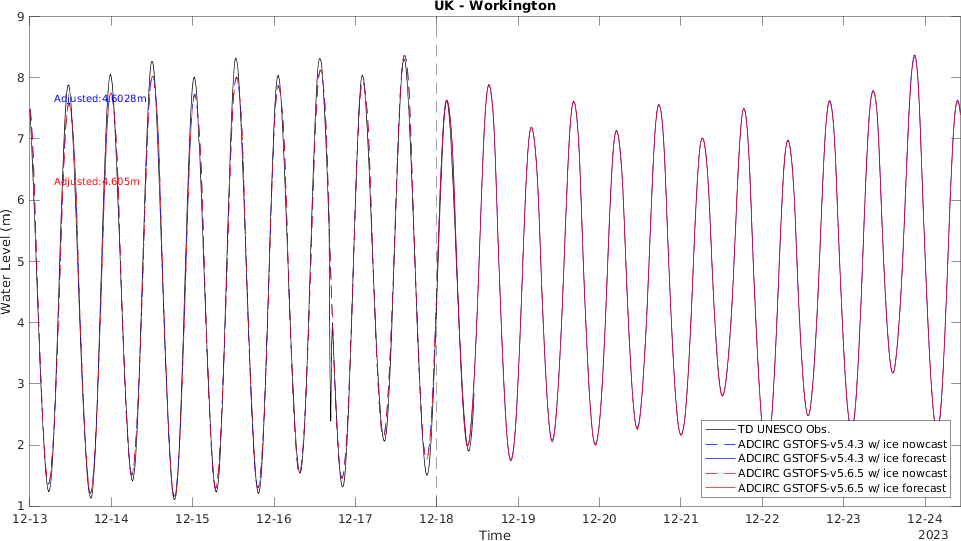 UK - Workington
9
8
7
6
5
4
3
2
1
Water Level (m)
Adjusted:4.6028m
Adjusted:4.605m
TD UNESCO Obs.
ADCIRC GSTOFS-v5.4.3 w/ ice nowcast
ADCIRC GSTOFS-v5.4.3 w/ ice forecast
ADCIRC GSTOFS-v5.6.5 w/ ice nowcast
ADCIRC GSTOFS-v5.6.5 w/ ice forecast
12-13 12-14 12-15 12-16 12-17 12-18 12-19 12-20 12-21 12-22 12-23 12-24
Time
2023